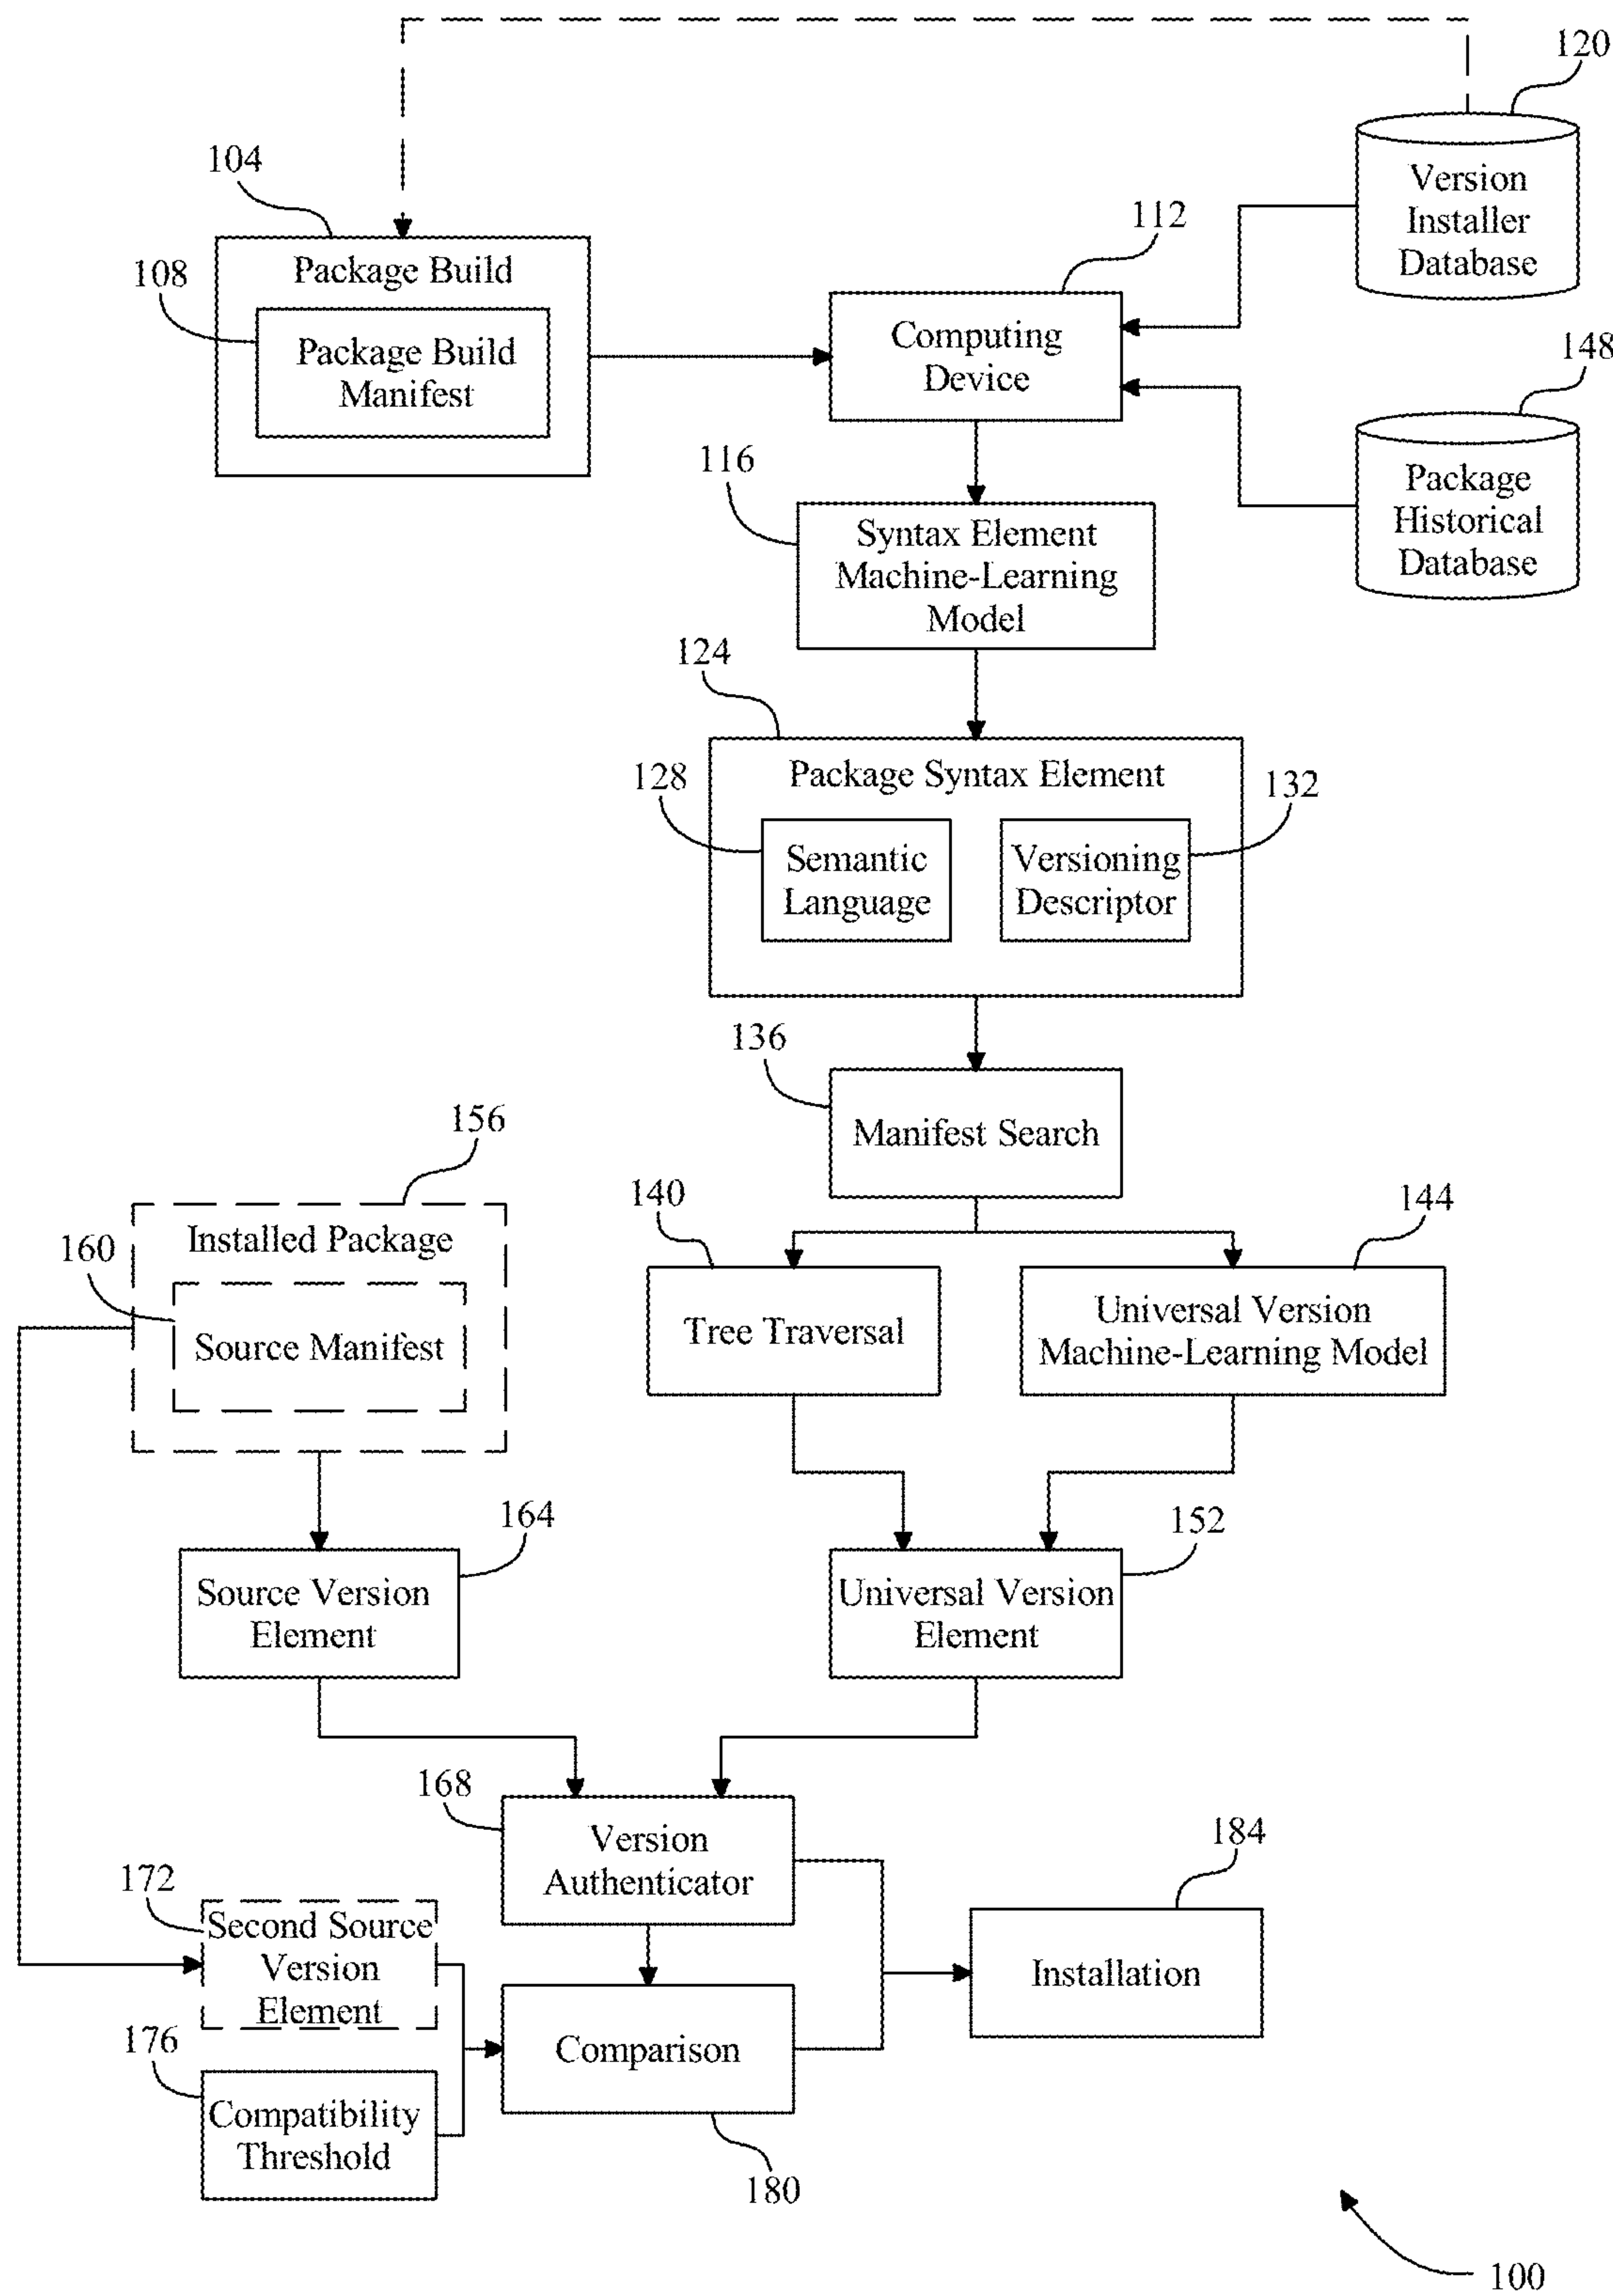 120
Version
Installer
Database
104
Package Build
108
Package Build
Manifest
112
Computing
Device
148
Package
Historical
Database
116
Syntax Element
Machine-Learning
Model
124
Package Syntax Element
128
Semantic
Language
132
Versioning
Descriptor
136
Manifest Search
156
Installed Package
160
Source Manifest
140
Tree Traversal
144
Universal Version
Machine-Learning Model
164
Source Version
Element
152
Universal Version
Element
168
Version
Authenticator
184
Installation
172
Second Source
Version
Element
176
Compatibility
Threshold
Comparison
180
100